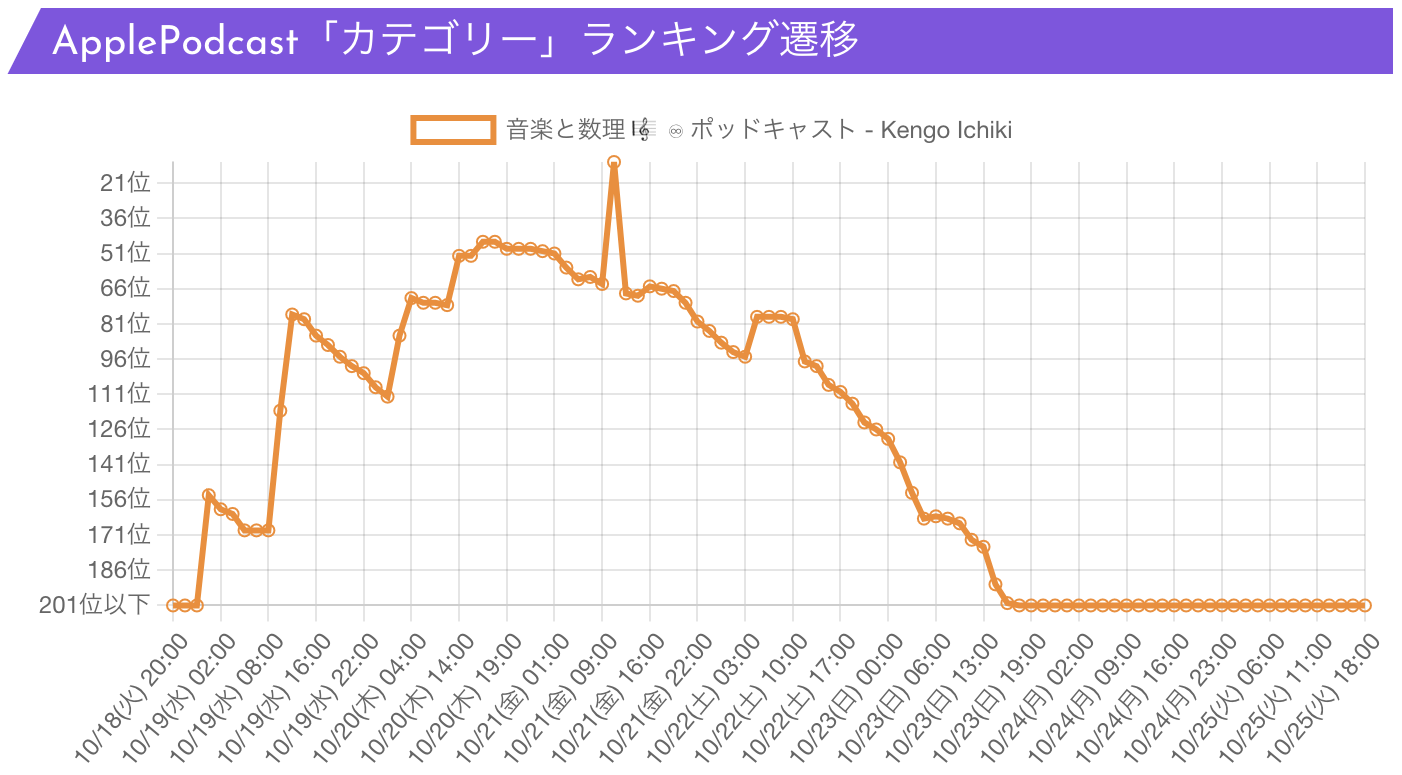 ApplePodcast「カテゴリー」ランキング遷移
音楽と数理🎼 ♾ポッドキャスト - Kengo Ichiki
21位
36位
51位
66位
81位
96位
111位
126位
141位
156位
171位
186位
201位以下
10/18(火) 20:00
10/19(水) 02:00
10/19(水) 08:00
10/19(水) 16:00
10/19(水) 22:00
10/20(木) 04:00
10/20(木) 14:00
10/20(木) 19:00
10/21(金) 01:00
10/21(金) 09:00
10/21(金) 16:00
10/21(金) 22:00
10/22(土) 03:00
10/22(土) 10:00
10/22(土) 17:00
10/23(日) 00:00
10/23(日) 06:00
10/23(日) 13:00
10/23(日) 19:00
10/24(月) 02:00
10/24(月) 09:00
10/24(月) 16:00
10/24(月) 23:00
10/25(火) 06:00
10/25(火) 11:00
10/25(火) 18:00